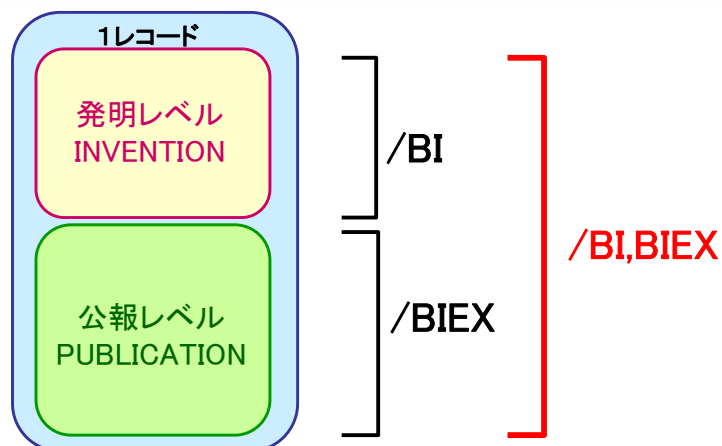 1レコード
発明レベル
INVENTION
/BI
/BI,BIEX
公報レベル
PUBLICATION
/BIEX